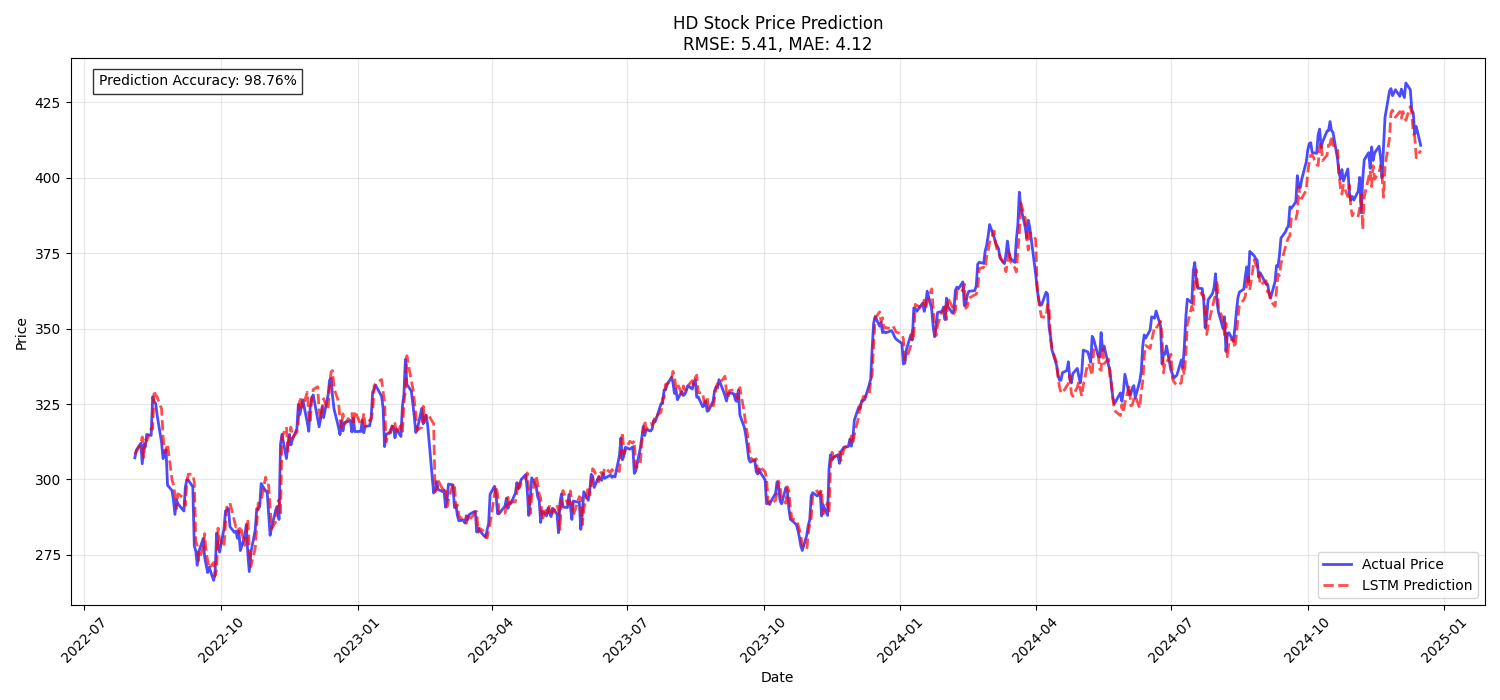 HD Stock Price Prediction
RMSE: 5.41, MAE: 4.12
Prediction Accuracy: 98.76%
425
400
375
350
325
300
275
Price
2022-07
2022-10
2023-01
2023-04
2023-07
2023-10
2024-01
2024-04
2024-07
2024-10
2025-01
Date
Actual Price
LSTM Prediction